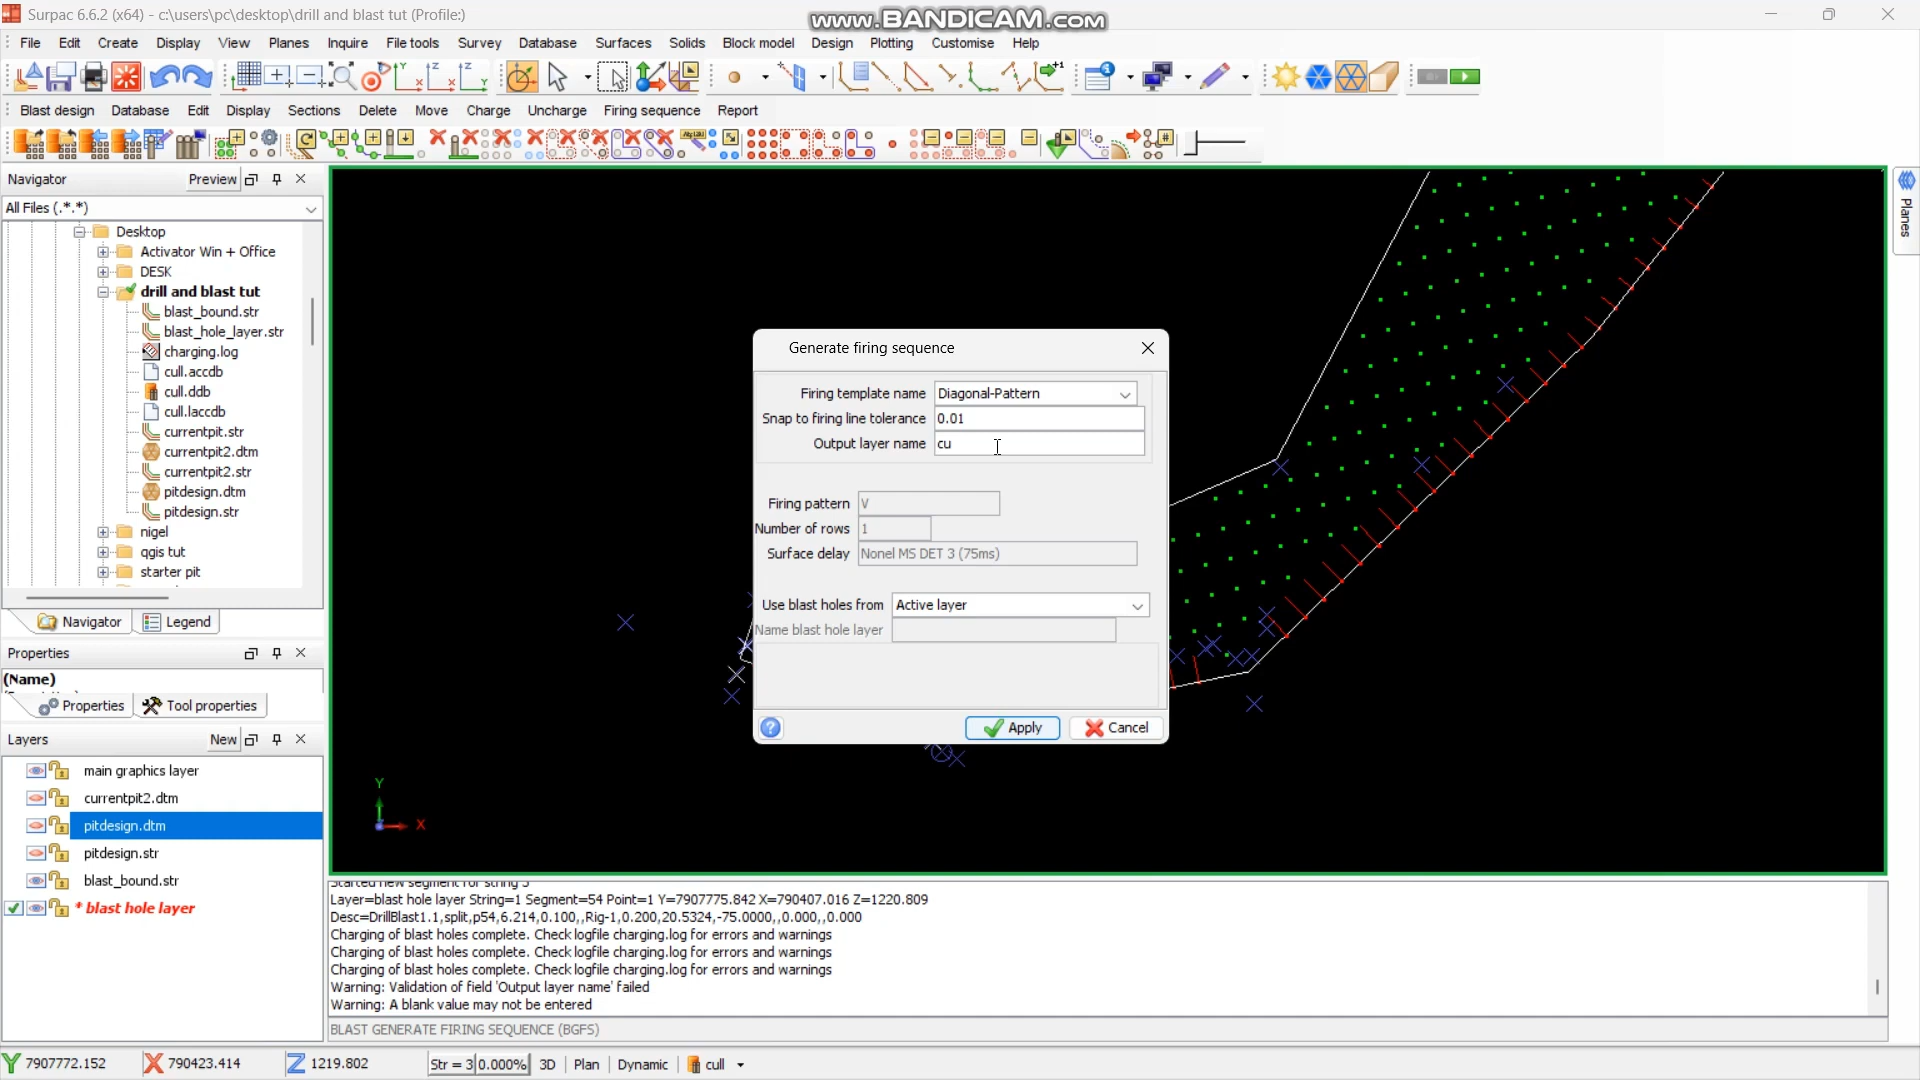 Surpac 6.6.2 (x64) - c:\users\pc\desktop\drill and blast tut (Profile:)
www.BANDICAM.com
File Edit Create Display View Planes Inquire File tools Survey Database Surfaces Solids Block model Design Plotting Customise Help
Blast design Database Edit Display Sections Delete Move Charge Uncharge Firing sequence Report
Navigator Preview
All Files (.*.*)
Desktop
Activator Win + Office
DESK
drill and blast tut
blast_bound.str
blast_hole_layer.str
charging.log
cull.accdb
cull.ddb
cull.laccdb
currentpit.str
currentpit2.dtm
currentpit2.str
pitdesign.dtm
pitdesign.str
nigel
qgis tut
starter pit
Navigator Legend
Properties
(Name)
Properties Tool properties
Layers New
main graphics layer
currentpit2.dtm
pitdesign.dtm
pitdesign.str
blast_bound.str
* blast hole layer
Planes
Generate firing sequence
Firing template name Diagonal-Pattern
Snap to firing line tolerance 0.01
Output layer name cu
Firing pattern V
Number of rows 1
Surface delay Nonel MS DET 3 (75ms)
Use blast holes from Active layer
Name blast hole layer
Apply Cancel
Y
X
Started new segment for string 3
Layer=blast hole layer String=1 Segment=54 Point=1 Y=7907775.842 X=790407.016 Z=1220.809
Desc=DrillBlast1.1,split,p54,6.214,0.100,,Rig-1,0.200,20.5324,-75.0000,,0.000,,0.000
Charging of blast holes complete. Check logfile charging.log for errors and warnings
Charging of blast holes complete. Check logfile charging.log for errors and warnings
Charging of blast holes complete. Check logfile charging.log for errors and warnings
Warning: Validation of field 'Output layer name' failed
Warning: A blank value may not be entered
BLAST GENERATE FIRING SEQUENCE (BGFS)
Y 7907772.152 X 790423.414 Z 1219.802 Str = 3 0.000% 3D Plan Dynamic cull